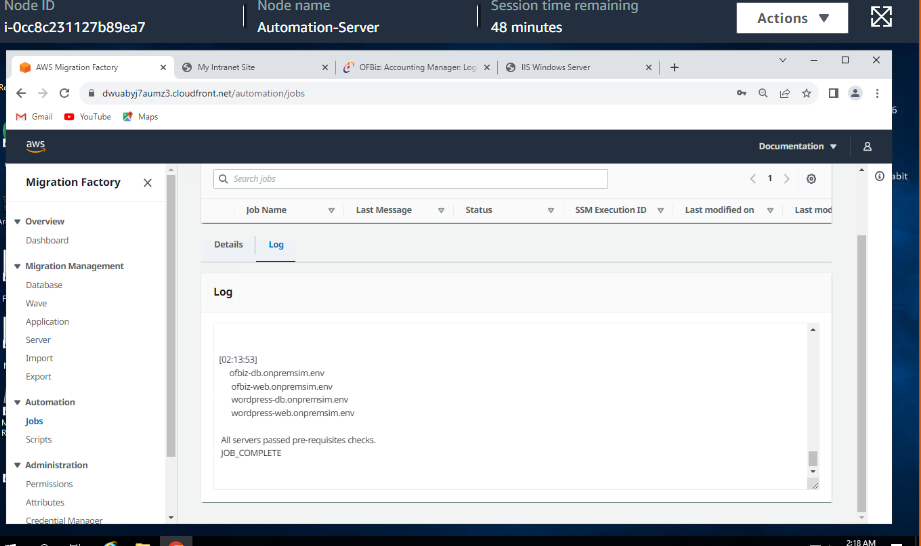 Node ID
i-0cc8c231127b89ea7
Node name
Automation-Server
Session time remaining
48 minutes
Actions
AWS Migration Factory
My Intranet Site
OFBiz: Accounting Manager: Log
IIS Windows Server
dwuabyj7aumz3.cloudfront.net/automation/jobs
Gmail
YouTube
Maps
aws
Documentation
Migration Factory
Overview
Dashboard
Migration Management
Database
Wave
Application
Server
Import
Export
Automation
Jobs
Scripts
Administration
Permissions
Attributes
Credential Manager
Search jobs
1
Job Name
Last Message
Status
SSM Execution ID
Last modified on
Last mod
Details
Log
Log
[02:13:53]
ofbiz-db.onpremsim.env
ofbiz-web.onpremsim.env
wordpress-db.onpremsim.env
wordpress-web.onpremsim.env
All servers passed pre-requisites checks.
JOB_COMPLETE
abit
2:18 AM